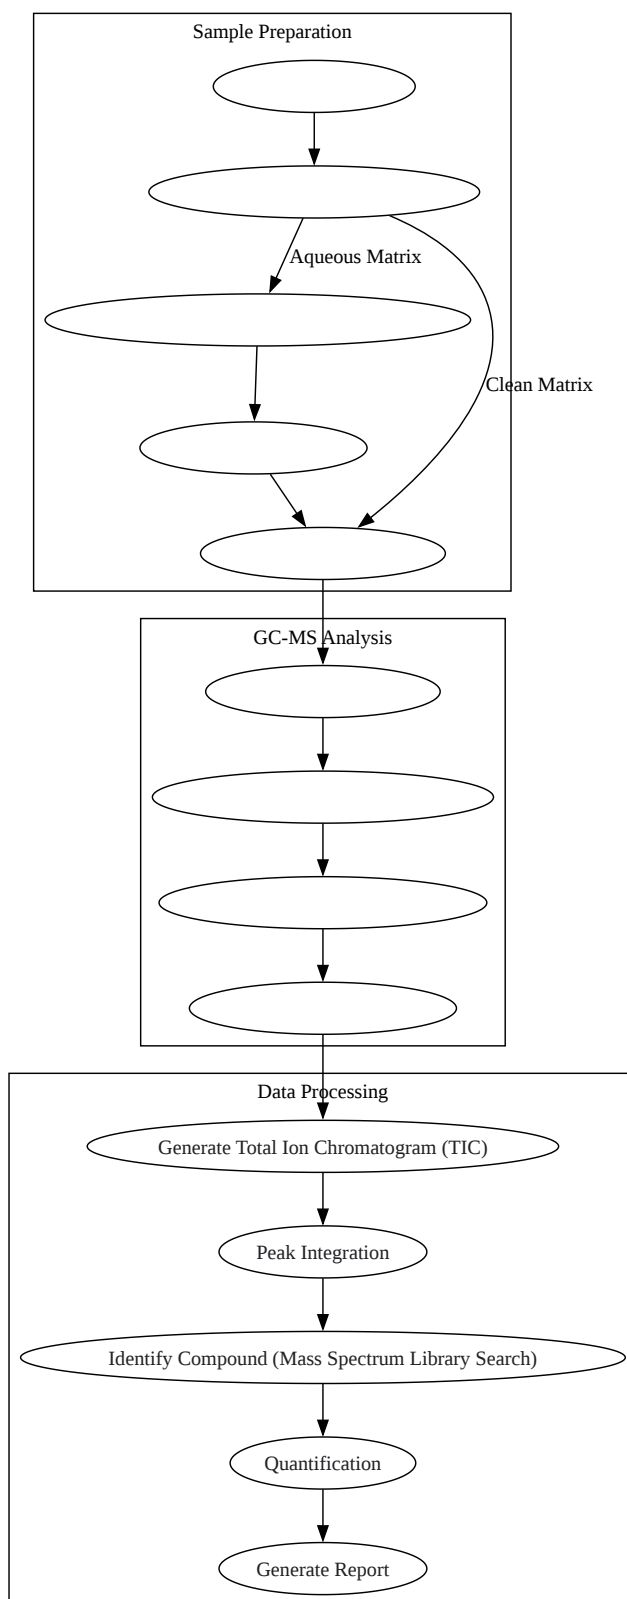 Sample Preparation
Aqueous Matrix
Clean Matrix
GC-MS Analysis
Data Processing
Generate Total Ion Chromatogram (TIC)
Peak Integration
Identify Compound (Mass Spectrum Library Search)
Quantification
Generate Report